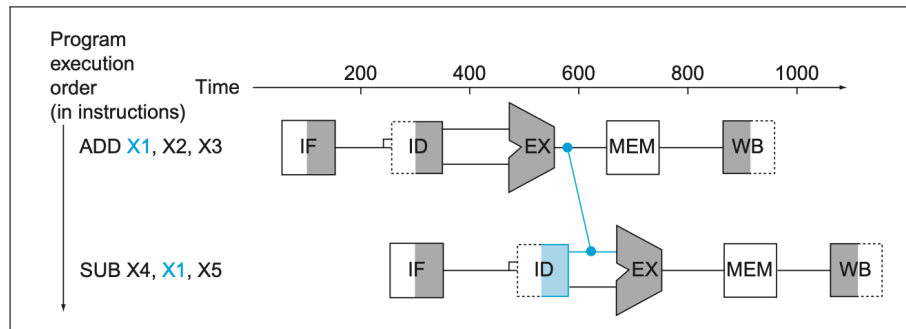 Program
execution
order
(in instructions)
Time
200 400 600 800 1000
ADD X1, X2, X3
IF ID EX MEM WB
SUB X4, X1, X5
IF ID EX MEM WB